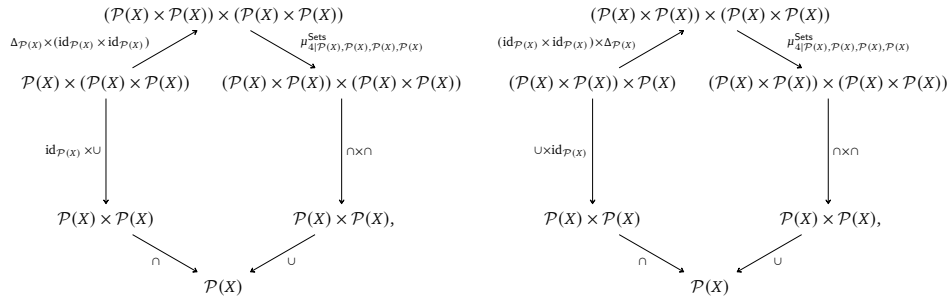 (𝒫(X) × 𝒫(X)) × (𝒫(X) × 𝒫(X))
Δ_{𝒫(X)}×(id_{𝒫(X)} × id_{𝒫(X)})
μ^{Sets}_{4|𝒫(X),𝒫(X),𝒫(X),𝒫(X)}
𝒫(X) × (𝒫(X) × 𝒫(X))
(𝒫(X) × 𝒫(X)) × (𝒫(X) × 𝒫(X))
id_{𝒫(X)} ×∪
∩×∩
𝒫(X) × 𝒫(X)
𝒫(X) × 𝒫(X),
∩
∪
𝒫(X)
(𝒫(X) × 𝒫(X)) × (𝒫(X) × 𝒫(X))
(id_{𝒫(X)} × id_{𝒫(X)})×Δ_{𝒫(X)}
μ^{Sets}_{4|𝒫(X),𝒫(X),𝒫(X),𝒫(X)}
(𝒫(X) × 𝒫(X)) × 𝒫(X)
(𝒫(X) × 𝒫(X)) × (𝒫(X) × 𝒫(X))
∪×id_{𝒫(X)}
∩×∩
𝒫(X) × 𝒫(X)
𝒫(X) × 𝒫(X),
∩
∪
𝒫(X)